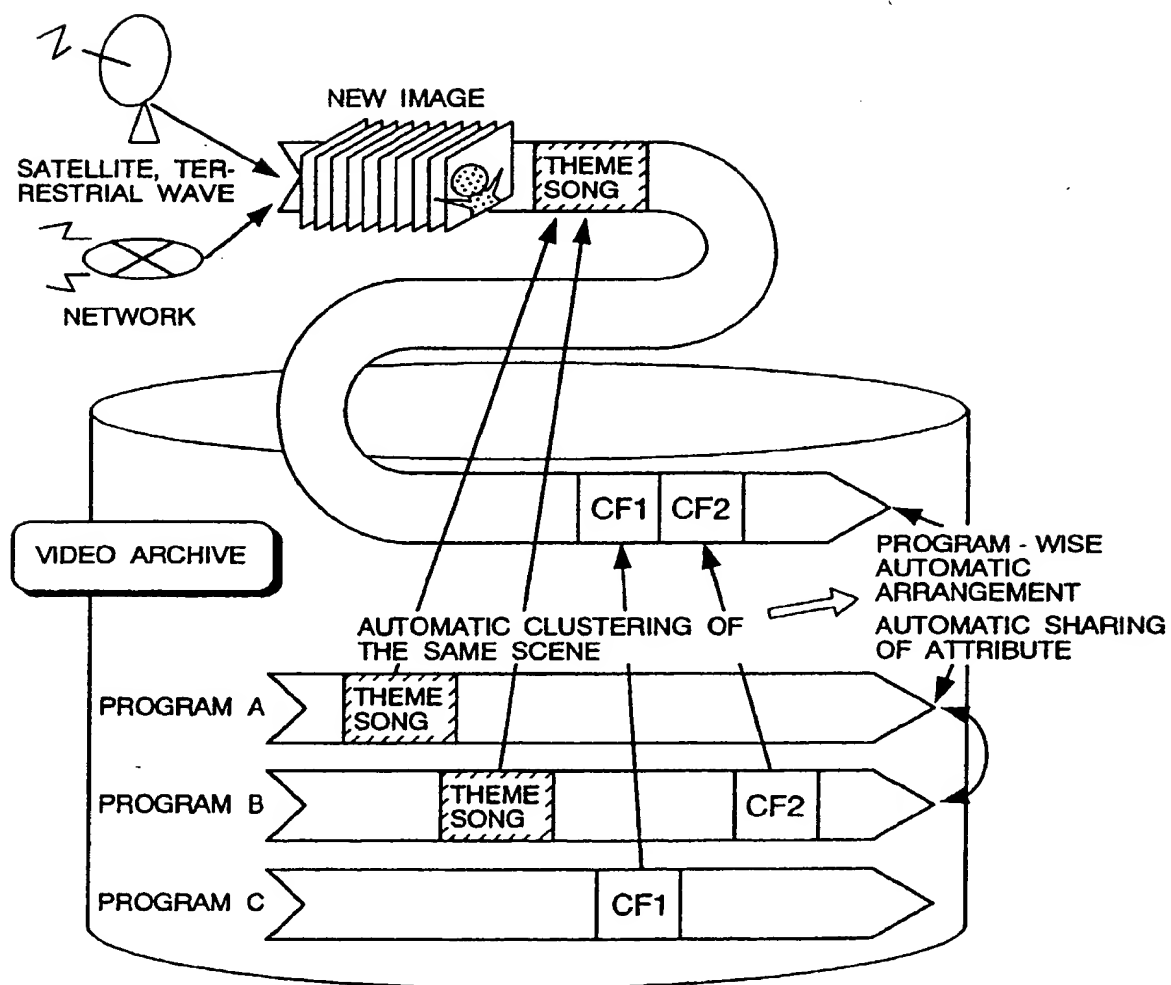 NEW IMAGE
SATELLITE, TER-
RESTRIAL WAVE
THEME
SONG
NETWORK
CF1
CF2
VIDEO ARCHIVE
PROGRAM - WISE
AUTOMATIC
ARRANGEMENT
AUTOMATIC CLUSTERING OF
THE SAME SCENE
AUTOMATIC SHARING
OF ATTRIBUTE
PROGRAM A
THEME
SONG
PROGRAM B
THEME
SONG
CF2
PROGRAM C
CF1